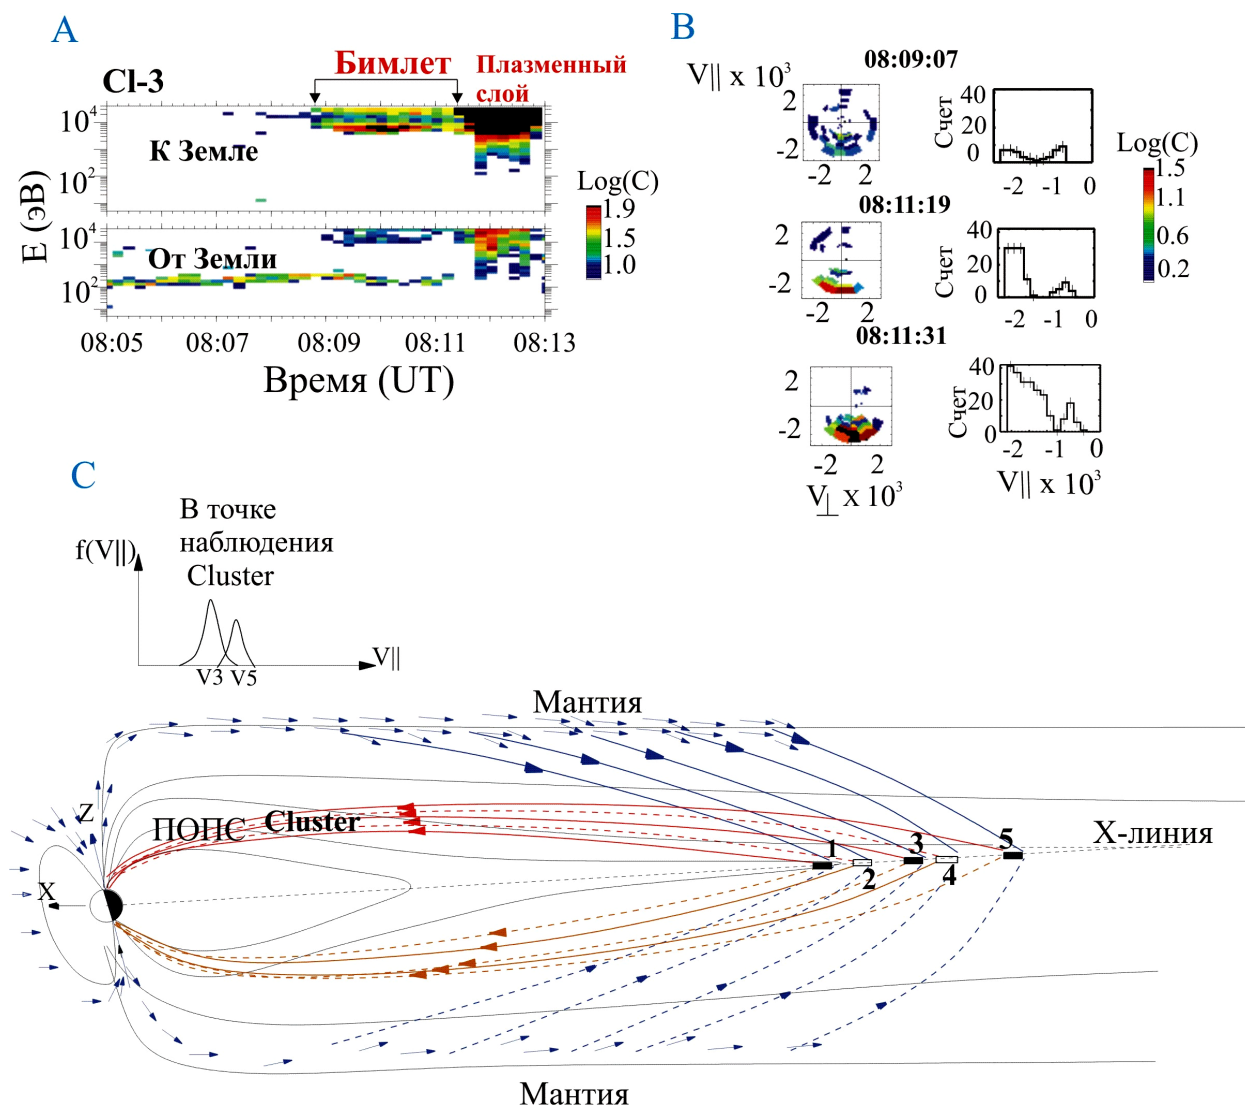 A
Cl-3
Бимлет
Плазменный
слой
К Земле
От Земли
E (эВ)
10⁴
10²
10⁴
10²
Log(C)
1.9
1.5
1.0
08:05
08:07
08:09
08:11
08:13
Время (UT)
B
V|| x 10³
08:09:07
2
-2
-2
2
Счет
40
20
0
-2
-1
0
Log(C)
1.5
1.1
0.6
0.2
08:11:19
2
-2
-2
2
Счет
40
20
0
-2
-1
0
08:11:31
2
-2
-2
2
V⊥ x 10³
Счет
40
20
0
-2
-1
0
V|| x 10³
C
В точке
наблюдения
Cluster
f(V||)
V3 V5
V||
Мантия
Z
ПОПС
Cluster
X
1
2
3
4
5
X-линия
Мантия